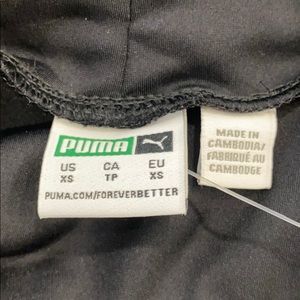 PUMA
US CA EU
XS TP XS
PUMA.COM/FOREVERBETTER
MADE IN
CAMBODIA/
FABRIQUÉ AU
CAMBODGE